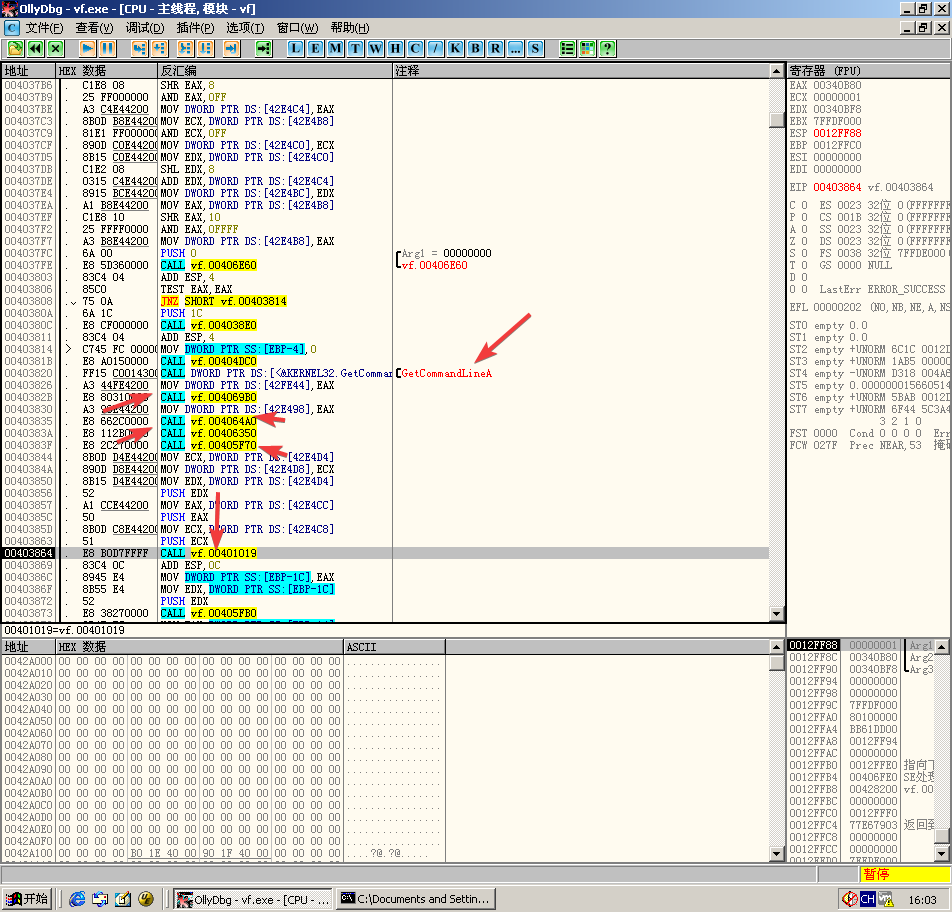 OllyDbg - vf.exe - [CPU - 主线程, 模块 - vf]
文件(F) 查看(V) 调试(D) 插件(P) 选项(T) 窗口(W) 帮助(H)
L E M T W H C / K B R ... S
地址 HEX 数据 反汇编 注释
004037B6 . C1E8 08 SHR EAX,8
004037B9 . 25 FF000000 AND EAX,0FF
004037BE . A3 C4E44200 MOV DWORD PTR DS:[42E4C4],EAX
004037C3 . 8B0D B8E44200 MOV ECX,DWORD PTR DS:[42E4B8]
004037C9 . 81E1 FF000000 AND ECX,0FF
004037CF . 890D C0E44200 MOV DWORD PTR DS:[42E4C0],ECX
004037D5 . 8B15 C0E44200 MOV EDX,DWORD PTR DS:[42E4C0]
004037DB . C1E2 08 SHL EDX,8
004037DE . 0315 C4E44200 ADD EDX,DWORD PTR DS:[42E4C4]
004037E4 . 8915 BCE44200 MOV DWORD PTR DS:[42E4BC],EDX
004037EA . A1 B8E44200 MOV EAX,DWORD PTR DS:[42E4B8]
004037EF . C1E8 10 SHR EAX,10
004037F2 . 25 FFFF0000 AND EAX,0FFFF
004037F7 . A3 B8E44200 MOV DWORD PTR DS:[42E4B8],EAX
004037FC . 6A 00 PUSH 0 Arg1 = 00000000
004037FE . E8 5D360000 CALL vf.00406E60 vf.00406E60
00403803 . 83C4 04 ADD ESP,4
00403806 . 85C0 TEST EAX,EAX
00403808 . 75 0A JNZ SHORT vf.00403814
0040380A . 6A 1C PUSH 1C
0040380C . E8 CF000000 CALL vf.004038E0
00403811 . 83C4 04 ADD ESP,4
00403814 > C745 FC 00000 MOV DWORD PTR SS:[EBP-4],0
0040381B . E8 A0150000 CALL vf.00404DC0
00403820 . FF15 C0014300 CALL DWORD PTR DS:[<&KERNEL32.GetComman GetCommandLineA
00403826 . A3 44FE4200 MOV DWORD PTR DS:[42FE44],EAX
0040382B . E8 80310000 CALL vf.004069B0
00403830 . A3 98E44200 MOV DWORD PTR DS:[42E498],EAX
00403835 . E8 662C0000 CALL vf.004064A0
0040383A . E8 112B0000 CALL vf.00406350
0040383F . E8 2C270000 CALL vf.00405F70
00403844 . 8B0D D4E44200 MOV ECX,DWORD PTR DS:[42E4D4]
0040384A . 890D D8E44200 MOV DWORD PTR DS:[42E4D8],ECX
00403850 . 8B15 D4E44200 MOV EDX,DWORD PTR DS:[42E4D4]
00403856 . 52 PUSH EDX
00403857 . A1 CCE44200 MOV EAX,DWORD PTR DS:[42E4CC]
0040385C . 50 PUSH EAX
0040385D . 8B0D C8E44200 MOV ECX,DWORD PTR DS:[42E4C8]
00403863 . 51 PUSH ECX
00403864 . E8 B0D7FFFF CALL vf.00401019
00403869 . 83C4 0C ADD ESP,0C
0040386C . 8945 E4 MOV DWORD PTR SS:[EBP-1C],EAX
0040386F . 8B55 E4 MOV EDX,DWORD PTR SS:[EBP-1C]
00403872 . 52 PUSH EDX
00403873 . E8 38270000 CALL vf.00405FB0
00401019=vf.00401019
寄存器 (FPU)
EAX 00340B80
ECX 00000001
EDX 00340BF8
EBX 7FFDF000
ESP 0012FF88
EBP 0012FFC0
ESI 00000000
EDI 00000000
EIP 00403864 vf.00403864
C 0 ES 0023 32位 0(FFFFFFF
P 0 CS 001B 32位 0(FFFFFFF
A 0 SS 0023 32位 0(FFFFFFF
Z 0 DS 0023 32位 0(FFFFFFF
S 0 FS 0038 32位 7FFDE000
T 0 GS 0000 NULL
D 0
O 0 LastErr ERROR_SUCCESS
EFL 00000202 (NO,NB,NE,A,NS
ST0 empty 0.0
ST1 empty 0.0
ST2 empty +UNORM 6C1C 0012D
ST3 empty +UNORM 1AB5 00000
ST4 empty +UNORM D318 004A6
ST5 empty 0.000000015660514
ST6 empty +UNORM 5BAB 0012D
ST7 empty +UNORM 6F44 5C3A4
3 2 1 0
FST 0000 Cond 0 0 0 0 Err
FCW 027F Prec NEAR,53 掩码
地址 HEX 数据 ASCII
0042A000 00 00 00 00 00 00 00 00 00 00 00 00 00 00 00 00 ................
0042A010 00 00 00 00 00 00 00 00 00 00 00 00 00 00 00 00 ................
0042A020 00 00 00 00 00 00 00 00 00 00 00 00 00 00 00 00 ................
0042A030 00 00 00 00 00 00 00 00 00 00 00 00 00 00 00 00 ................
0042A040 00 00 00 00 00 00 00 00 00 00 00 00 00 00 00 00 ................
0042A050 00 00 00 00 00 00 00 00 00 00 00 00 00 00 00 00 ................
0042A060 00 00 00 00 00 00 00 00 00 00 00 00 00 00 00 00 ................
0042A070 00 00 00 00 00 00 00 00 00 00 00 00 00 00 00 00 ................
0042A080 00 00 00 00 00 00 00 00 00 00 00 00 00 00 00 00 ................
0042A090 00 00 00 00 00 00 00 00 00 00 00 00 00 00 00 00 ................
0042A0A0 00 00 00 00 00 00 00 00 00 00 00 00 00 00 00 00 ................
0042A0B0 00 00 00 00 00 00 00 00 00 00 00 00 00 00 00 00 ................
0042A0C0 00 00 00 00 00 00 00 00 00 00 00 00 00 00 00 00 ................
0042A0D0 00 00 00 00 00 00 00 00 00 00 00 00 00 00 00 00 ................
0042A0E0 00 00 00 00 00 00 00 00 00 00 00 00 00 00 00 00 ................
0042A0F0 00 00 00 00 00 00 00 00 00 00 00 00 00 00 00 00 ................
0042A100 00 00 00 00 B0 1E 40 00 90 1F 40 00 00 00 00 00 ....?@.?@.....
0012FF88 00000001 Arg1
0012FF8C 00340B80 Arg2
0012FF90 00340BF8 Arg3
0012FF94 00000000
0012FF98 00000000
0012FF9C 7FFDF000
0012FFA0 80100000
0012FFA4 BB61DD00
0012FFA8 0012FF94
0012FFAC 00000000
0012FFB0 0012FFE0 指向下
0012FFB4 00406FE0 SE处理
0012FFB8 00428200 vf.00
0012FFBC 00000000
0012FFC0 0012FFF0
0012FFC4 77E67903 返回到
0012FFC8 00000000
0012FFCC 00000000
0012FFD0 7FFDF000
暂停
开始
OllyDbg - vf.exe - [CPU - ...
C:\Documents and Settin...
CH
16:03